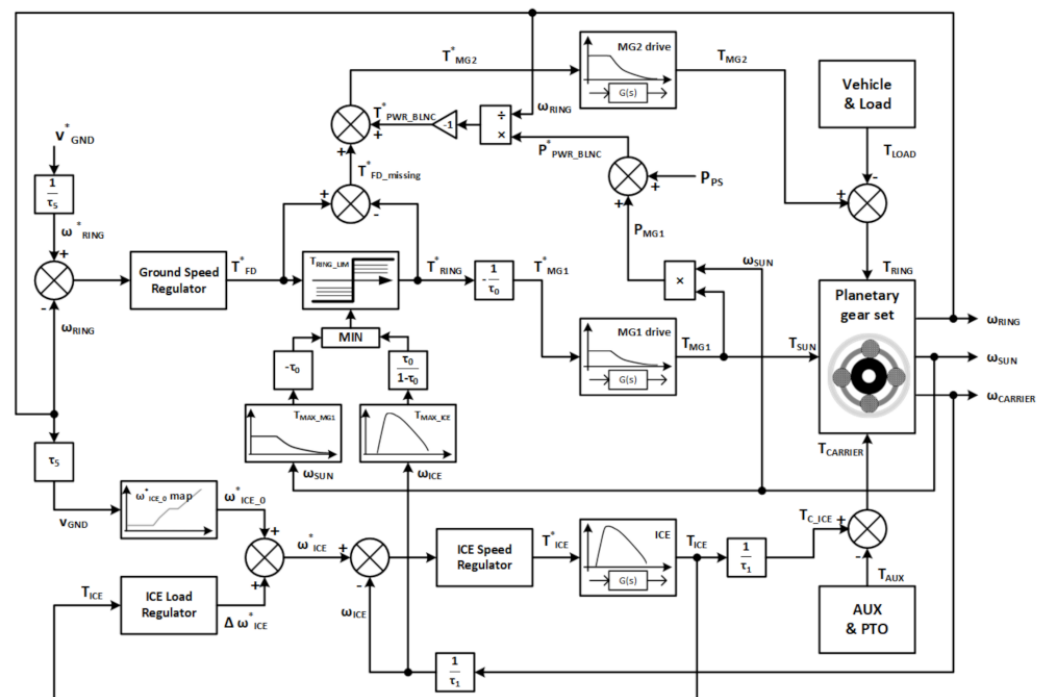 T*MG2
MG2 drive
G(s)
TMG2
Vehicle
& Load
v*GND
T*PWR_BLNC
-1
÷
×
ωRING
P*PWR_BLNC
PPS
TLOAD
-
1
τS
T*FD_missing
+
+
+
+
+
ω*RING
+
+
-
PMG1
+
Ground Speed
Regulator
T*FD
TRING_LIM
T*RING
- 1
τ0
T*MG1
ωSUN
×
TRING
Planetary
gear set
-
ωRING
MIN
MG1 drive
G(s)
TMG1
TSUN
ωRING
ωSUN
ωCARRIER
-τ0
τ0
1-τ0
TMAX_MG1
TMAX_ICE
τS
ωSUN
ωICE
TCARRIER
vGND
ω*ICE_0 map
ω*ICE_0
+
ω*ICE
+
ICE Speed
Regulator
T*ICE
ICE
G(s)
TICE
1
τ1
TC_ICE
+
-
TICE
ICE Load
Regulator
+
Δ ω*ICE
-
ωICE
TAUX
AUX
& PTO
1
τ1